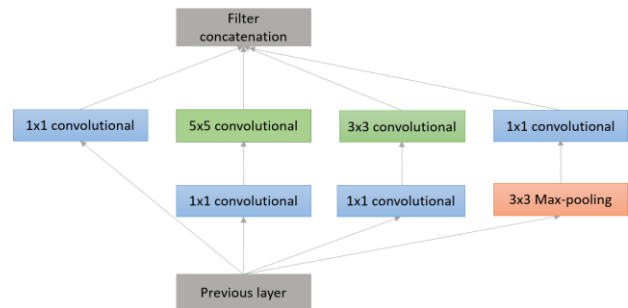 Filter
concatenation
1x1 convolutional
5x5 convolutional
3x3 convolutional
1x1 convolutional
1x1 convolutional
1x1 convolutional
3x3 Max-pooling
Previous layer